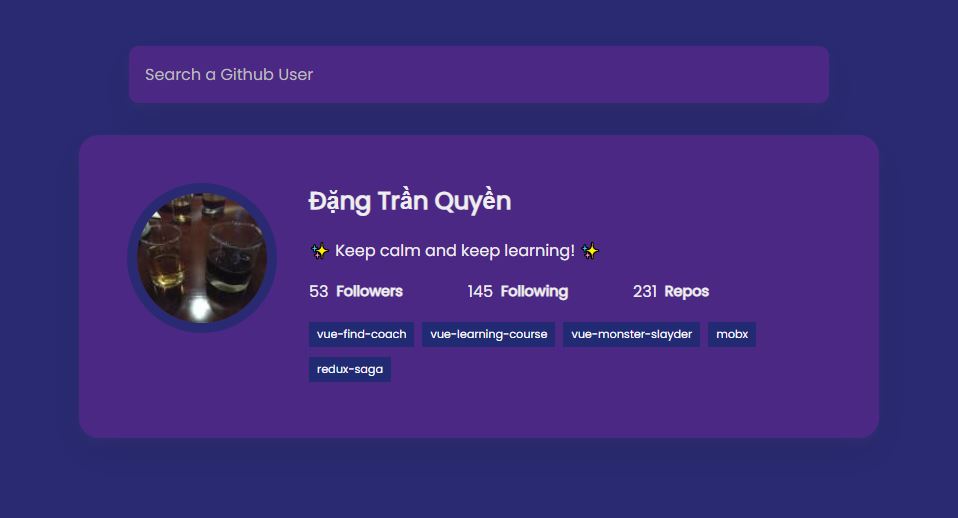 Search a Github User
Đặng Trần Quyền
✨ Keep calm and keep learning! ✨
53 Followers 145 Following 231 Repos
vue-find-coach vue-learning-course vue-monster-slayder mobx
redux-saga